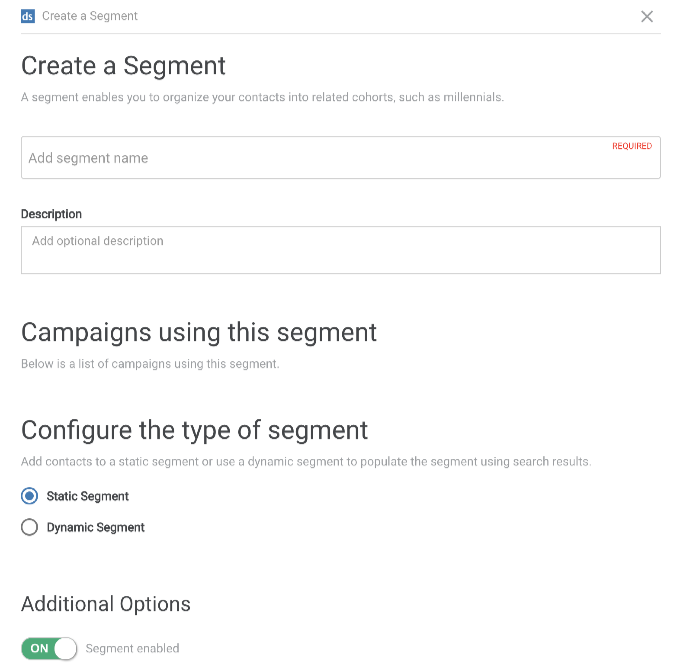 ds Create a Segment
Create a Segment
A segment enables you to organize your contacts into related cohorts, such as millennials.
REQUIRED
Add segment name
Description
Add optional description
Campaigns using this segment
Below is a list of campaigns using this segment.
Configure the type of segment
Add contacts to a static segment or use a dynamic segment to populate the segment using search results.
Static Segment
Dynamic Segment
Additional Options
ON Segment enabled